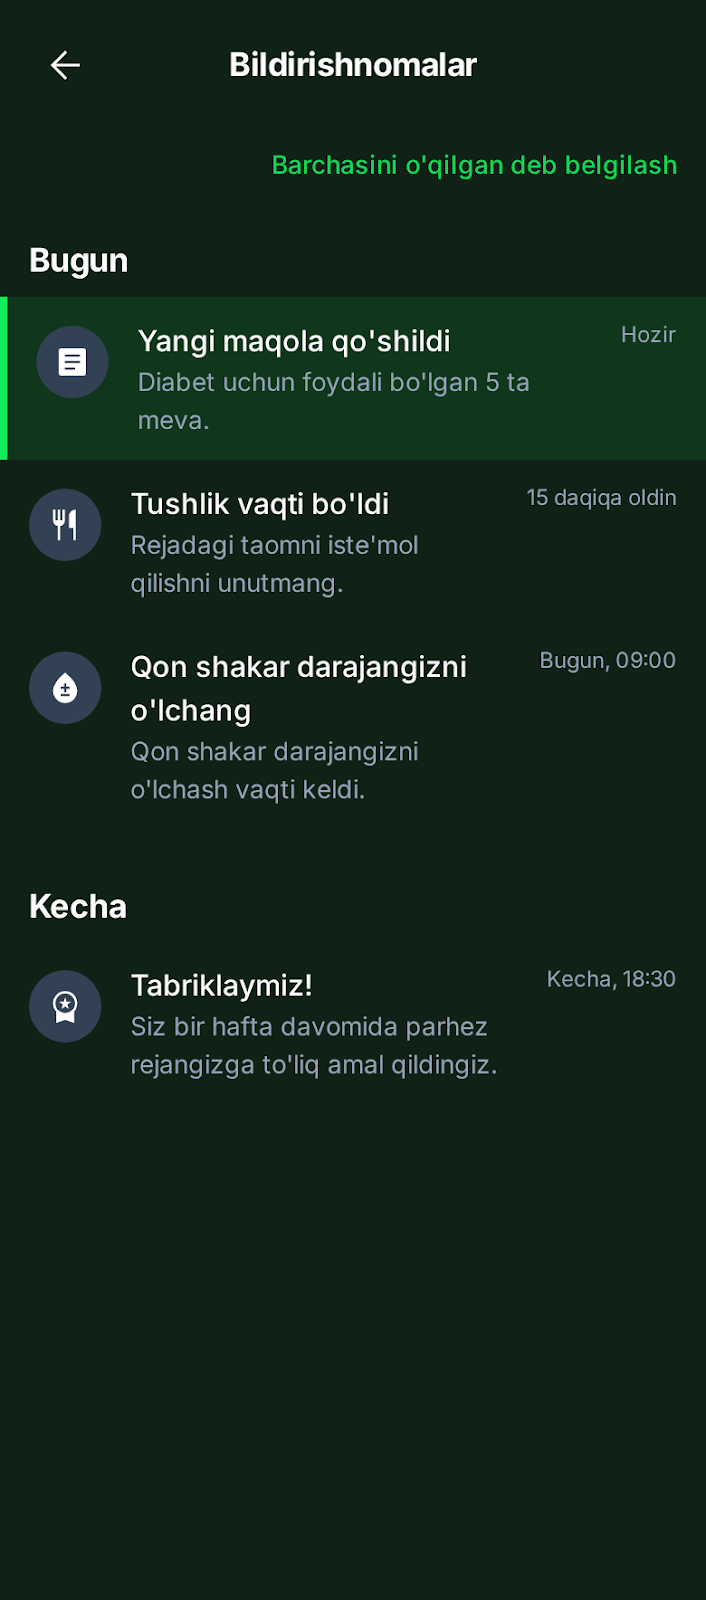 Bildirishnomalar
Barchasini o'qilgan deb belgilash
Bugun
Yangi maqola qo'shildi
Hozir
Diabet uchun foydali bo'lgan 5 ta
meva.
Tushlik vaqti bo'ldi
15 daqiqa oldin
Rejadagi taomni iste'mol
qilishni unutmang.
Qon shakar darajangizni
Bugun, 09:00
o'lchang
Qon shakar darajangizni
o'lchash vaqti keldi.
Kecha
Tabriklaymiz!
Kecha, 18:30
Siz bir hafta davomida parhez
rejangizga to'liq amal qildingiz.